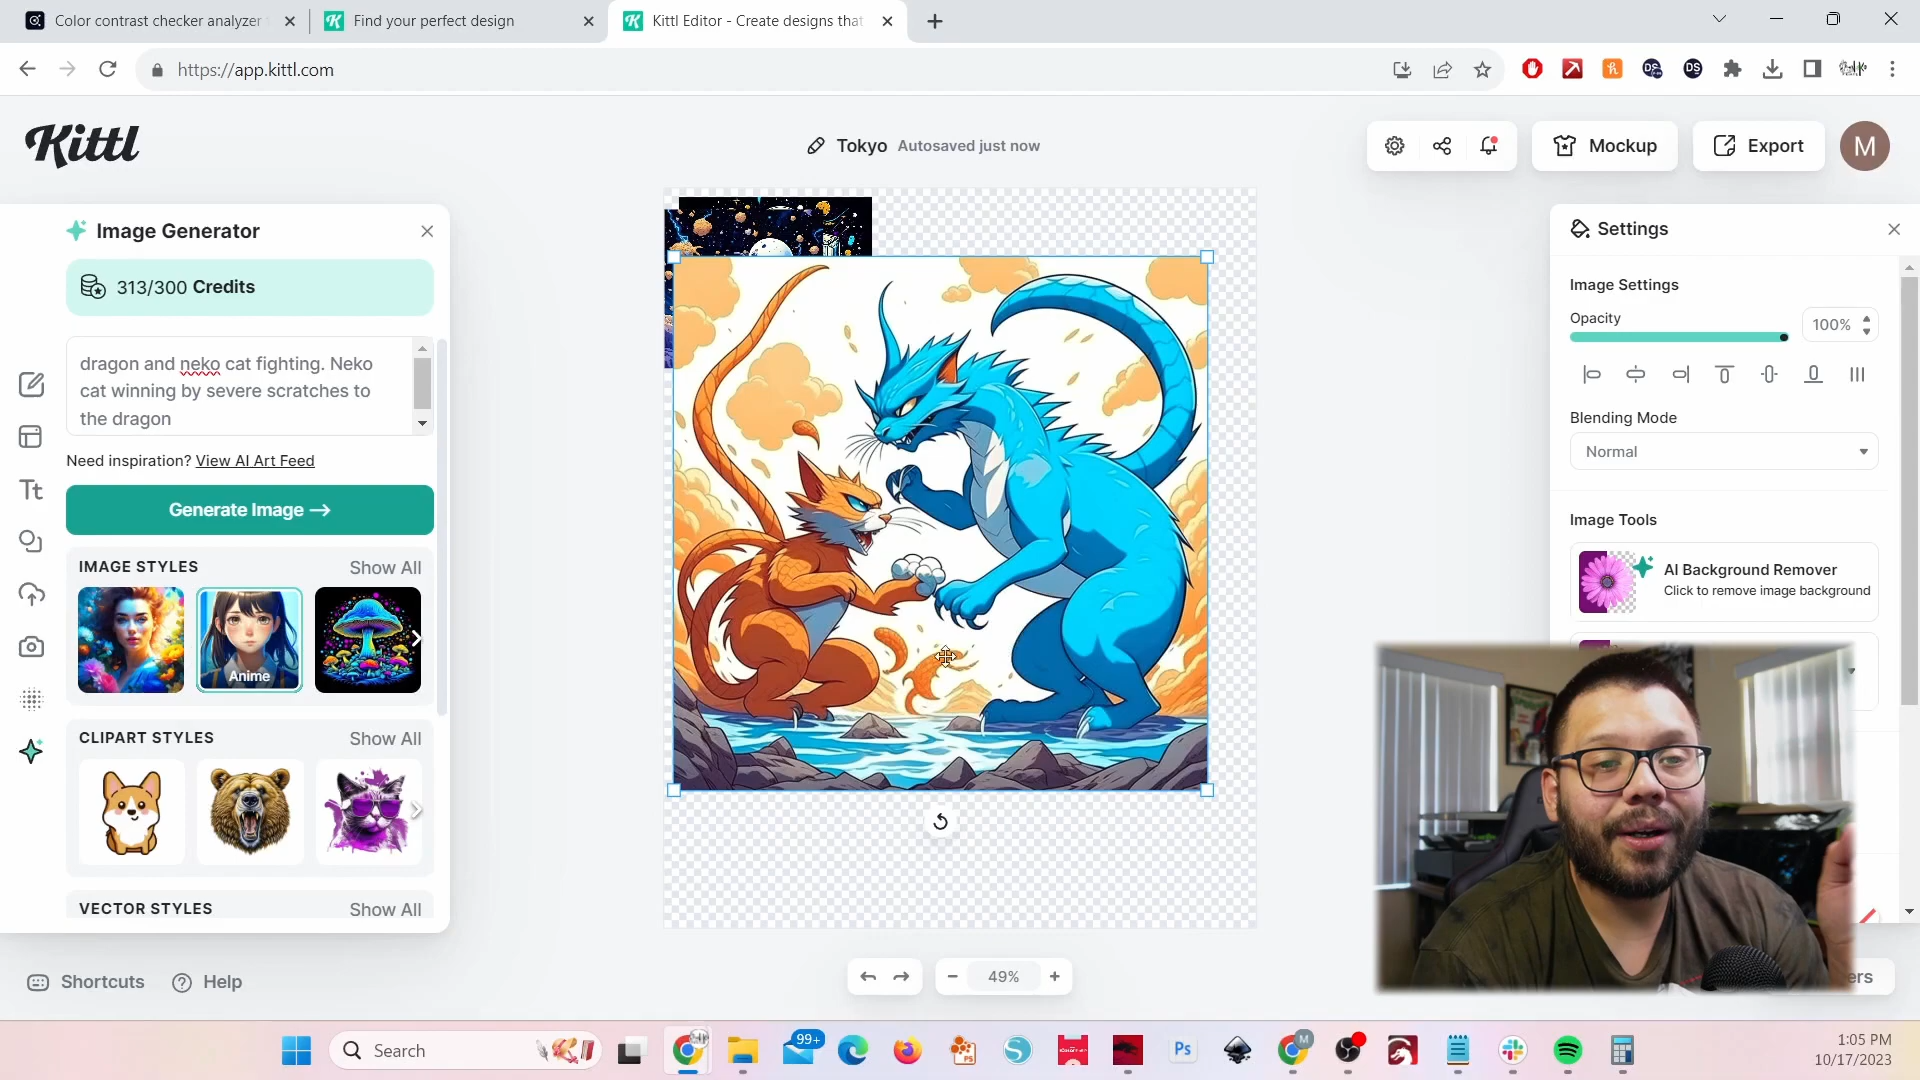 Color contrast checker analyzer
Find your perfect design
Kittl Editor - Create designs that
https://app.kittl.com
Kittl
Tokyo Autosaved just now
Mockup
Export
M
Image Generator
313/300 Credits
dragon and neko cat fighting. Neko
cat winning by severe scratches to
the dragon
Need inspiration? View AI Art Feed
Generate Image →
IMAGE STYLES Show All
Anime
CLIPART STYLES Show All
VECTOR STYLES Show All
Tt
Settings
Image Settings
Opacity
100%
Blending Mode
Normal
Image Tools
AI Background Remover
Click to remove image background
ers
Shortcuts
Help
49%
Search
99+
Ps
M
1:05 PM
10/17/2023